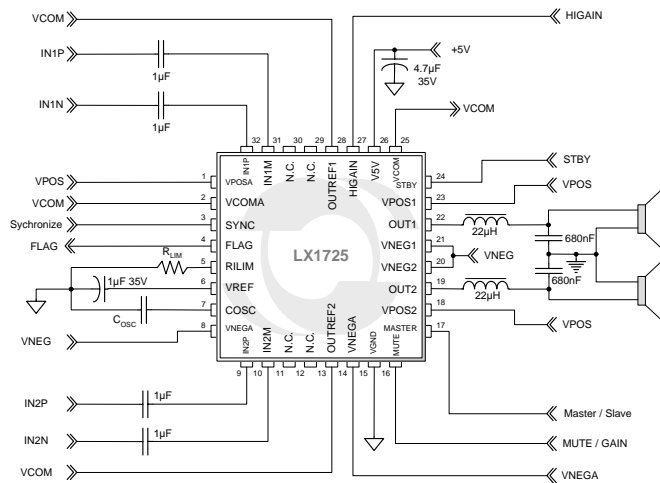 VCOM
HIGAIN
IN1P
1µF
4.7µF
35V
+5V
IN1N
1µF
VCOM
32 31 30 29 28 27 26 25
IN1P IN1M N.C. N.C. OUTREF1 HIGAIN V5V VCOM
VPOS 1 VPOSA STBY 24 STBY
VCOM 2 VCOMA VPOS1 23 VPOS
Sychronize 3 SYNC OUT1 22 22µH
FLAG 4 FLAG VNEG1 21
680nF
LX1725
VNEG
RLIM 5 RILIM VNEG2 20
680nF
1µF 35V 6 VREF OUT2 19 22µH
COSC 7 COSC VPOS2 18 VPOS
VNEG 8 VNEGA MASTER 17
IN2P IN2M N.C. N.C. OUTREF2 VNEGA VGND MUTE
9 10 11 12 13 14 15 16
IN2P 1µF
Master / Slave
IN2N 1µF
MUTE / GAIN
VCOM
VNEGA